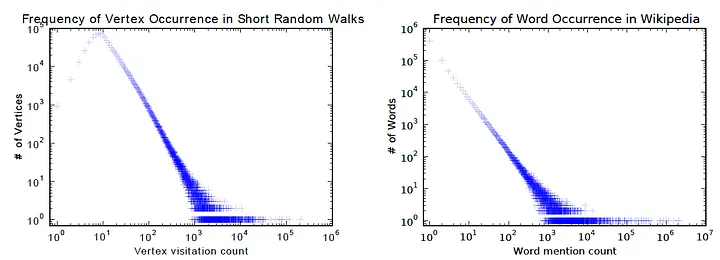 Frequency of Vertex Occurrence in Short Random Walks
# of Vertices
10^5
10^4
10^3
10^2
10^1
10^0
10^0 10^1 10^2 10^3 10^4 10^5 10^6
Vertex visitation count
Frequency of Word Occurrence in Wikipedia
# of Words
10^6
10^5
10^4
10^3
10^2
10^1
10^0
10^0 10^1 10^2 10^3 10^4 10^5 10^6 10^7
Word mention count